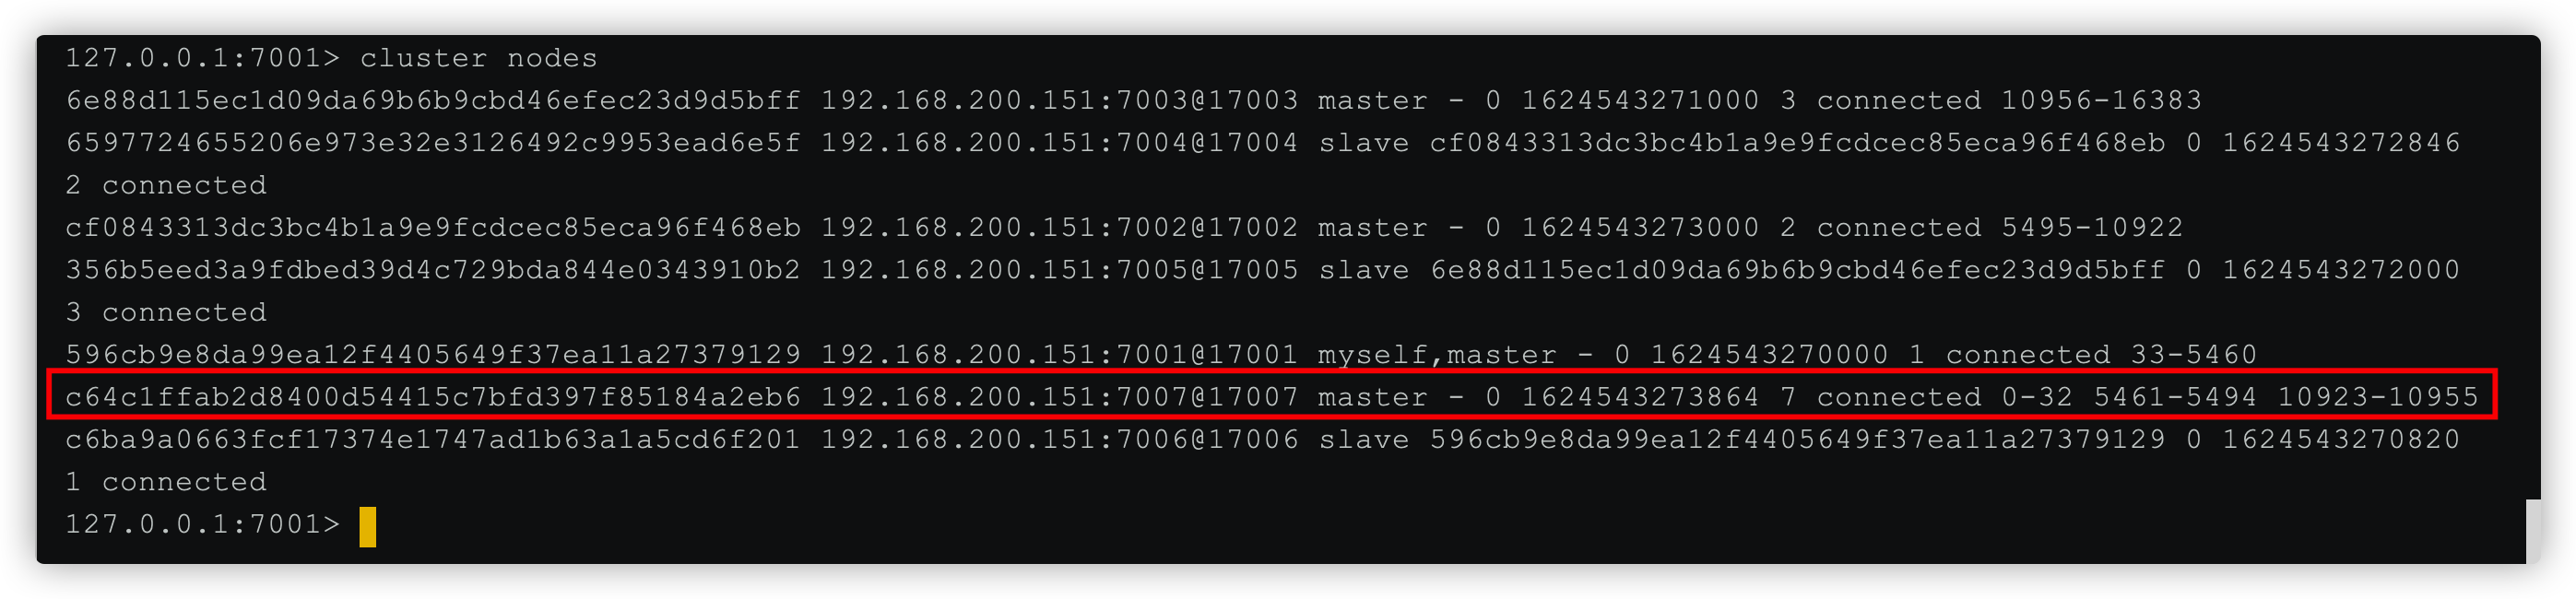 127.0.0.1:7001> cluster nodes
6e88d115ec1d09da69b6b9cbd46efec23d9d5bff 192.168.200.151:7003@17003 master - 0 1624543271000 3 connected 10956-16383
6597724655206e973e32e3126492c9953ead6e5f 192.168.200.151:7004@17004 slave cf0843313dc3bc4b1a9e9fcdcec85eca96f468eb 0 1624543272846
2 connected
cf0843313dc3bc4b1a9e9fcdcec85eca96f468eb 192.168.200.151:7002@17002 master - 0 1624543273000 2 connected 5495-10922
356b5eed3a9fdbed39d4c729bda844e0343910b2 192.168.200.151:7005@17005 slave 6e88d115ec1d09da69b6b9cbd46efec23d9d5bff 0 1624543272000
3 connected
596cb9e8da99ea12f4405649f37ea11a27379129 192.168.200.151:7001@17001 myself,master - 0 1624543270000 1 connected 33-5460
c64c1ffab2d8400d54415c7bfd397f85184a2eb6 192.168.200.151:7007@17007 master - 0 1624543273864 7 connected 0-32 5461-5494 10923-10955
c6ba9a0663fcf17374e1747ad1b63a1a5cd6f201 192.168.200.151:7006@17006 slave 596cb9e8da99ea12f4405649f37ea11a27379129 0 1624543270820
1 connected
127.0.0.1:7001>